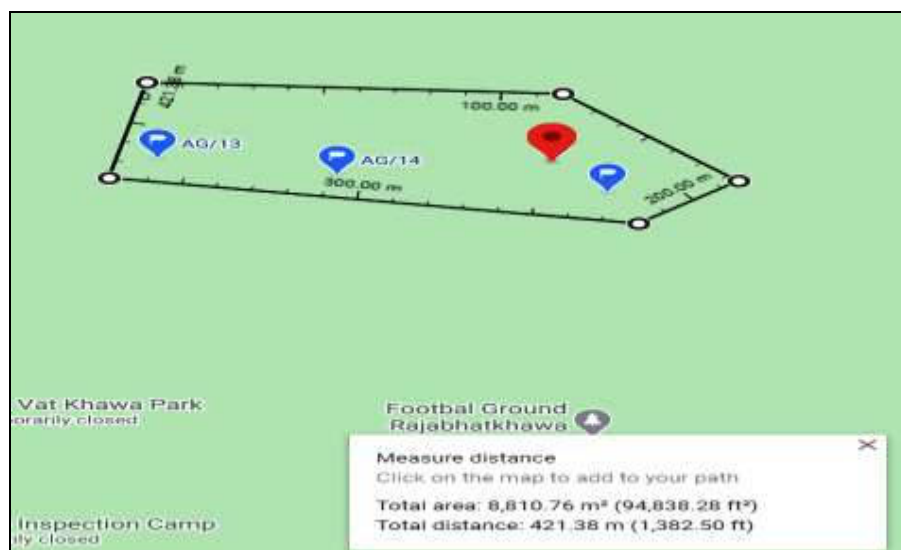 421.38 m
100.00 m
AG/13
AG/14
300.00 m
200.00 m
Vat Khawa Park
orarily closed
Footbal Ground
Rajabhatkhawa
Measure distance
Click on the map to add to your path
Total area: 8,810.76 m² (94,838.28 ft²)
Total distance: 421.38 m (1,382.50 ft)
Inspection Camp
ily closed